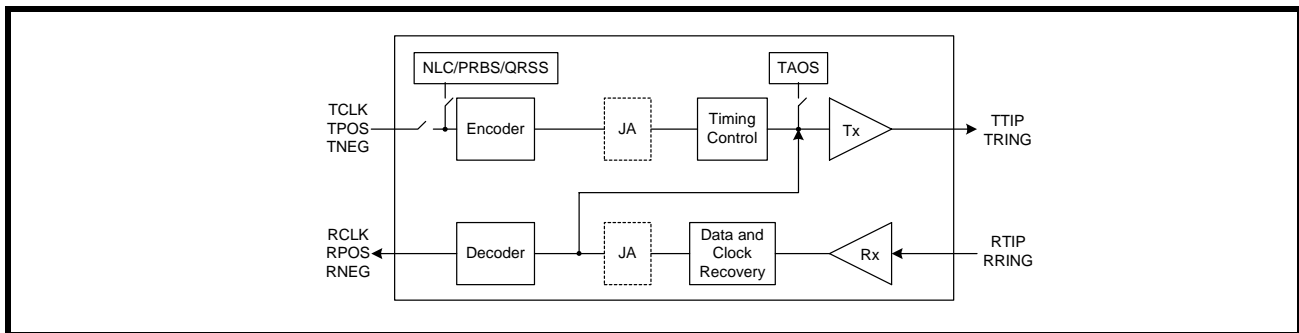 NLC/PRBS/QRSS
TAOS
TCLK
TPOS
TNEG
Encoder
JA
Timing
Control
Tx
TTIP
TRING
RCLK
RPOS
RNEG
Decoder
JA
Data and
Clock
Recovery
Rx
RTIP
RRING